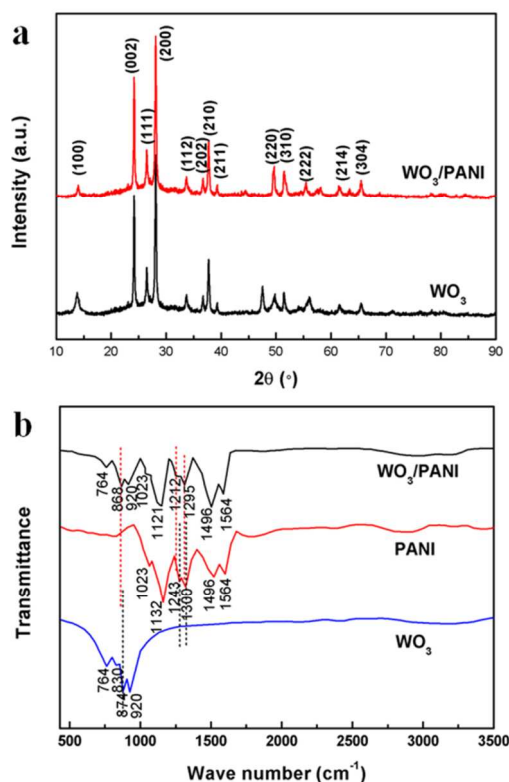 a
(100)
(002)
(111)
(200)
(112)
(202)
(210)
(211)
(220)
(310)
(222)
(214)
(304)
WO3/PANI
WO3
Intensity (a.u.)
10 20 30 40 50 60 70 80 90
2θ (°)
b
764
868
920
1023
1121
1212
1295
1496
1564
WO3/PANI
1023
1132
1243
1300
1496
1564
PANI
764
830
874
920
WO3
Transmittance
500 1000 1500 2000 2500 3000 3500
Wave number (cm-1)